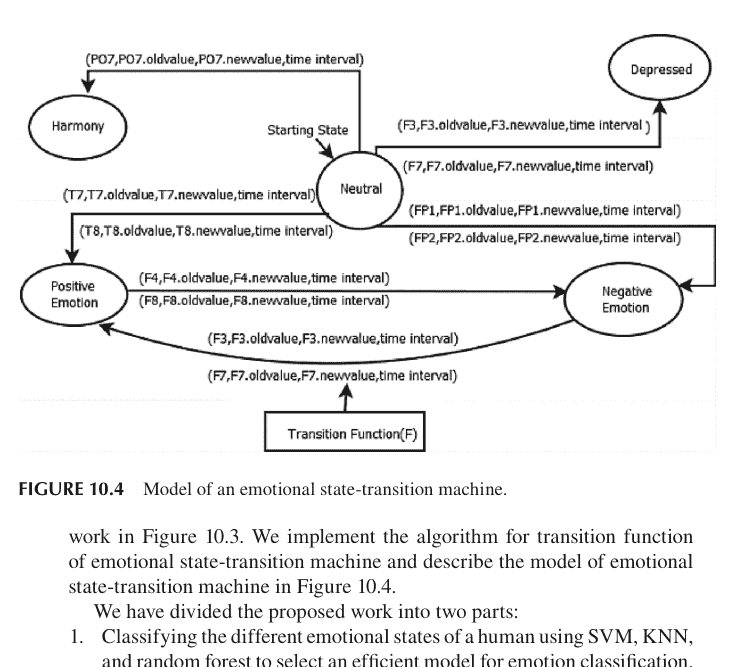 (PO7,PO7.oldvalue,PO7.newvalue,time interval)
Depressed
Harmony
Starting State
(F3,F3.oldvalue,F3.newvalue,time interval )
(F7,F7.oldvalue,F7.newvalue,time interval)
Neutral
(T7,T7.oldvalue,T7.newvalue,time interval)
(FP1,FP1.oldvalue,FP1.newvalue,time interval)
(T8,T8.oldvalue,T8.newvalue,time interval)
(FP2,FP2.oldvalue,FP2.newvalue,time interval)
Positive
Emotion
(F4,F4.oldvalue,F4.newvalue,time interval)
(F8,F8.oldvalue,F8.newvalue,time interval)
Negative
Emotion
(F3,F3.oldvalue,F3.newvalue,time interval)
(F7,F7.oldvalue,F7.newvalue,time interval)
Transition Function(F)
FIGURE 10.4 Model of an emotional state-transition machine.
work in Figure 10.3. We implement the algorithm for transition function
of emotional state-transition machine and describe the model of emotional
state-transition machine in Figure 10.4.
We have divided the proposed work into two parts:
1. Classifying the different emotional states of a human using SVM, KNN,
and random forest to select an efficient model for emotion classification.